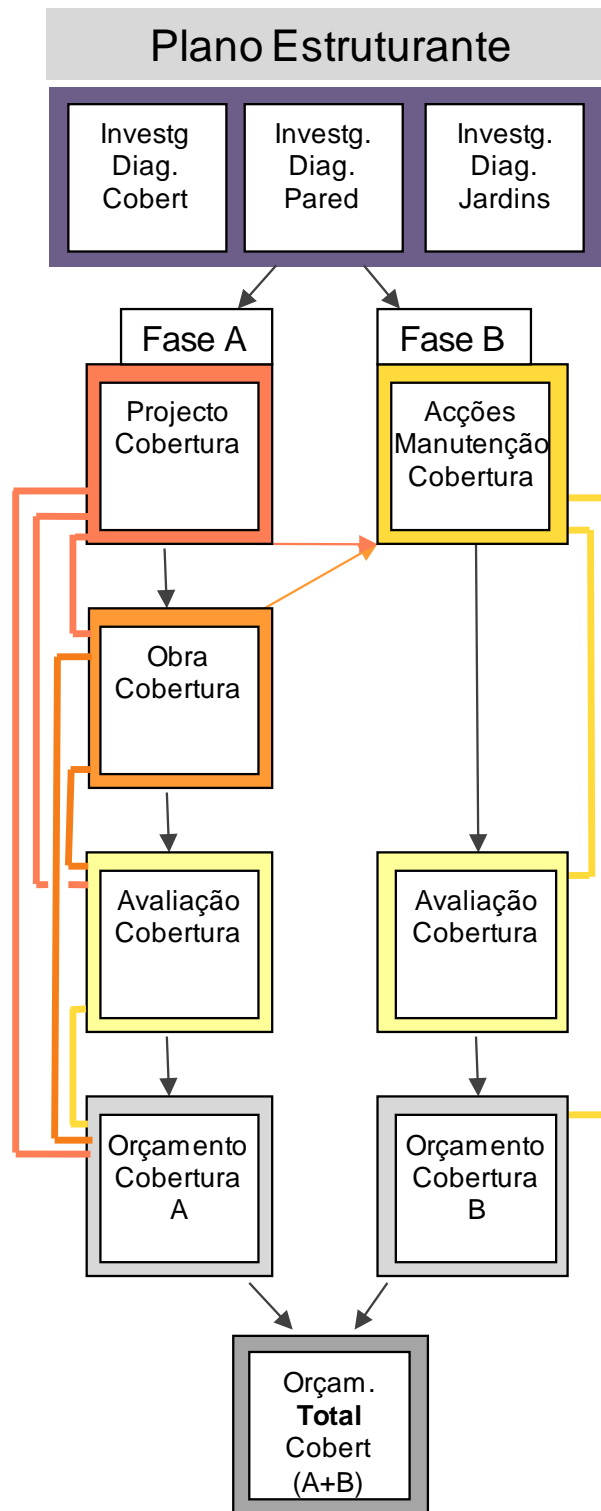 Plano Estruturante
Investg
Diag.
Cobert
Investg.
Diag.
Pared
Investg.
Diag.
Jardins
Fase A
Fase B
Projecto
Cobertura
Acções
Manutenção
Cobertura
Obra
Cobertura
Avaliação
Cobertura
Avaliação
Cobertura
Orçamento
Cobertura
A
Orçamento
Cobertura
B
Orçam.
Total
Cobert
(A+B)